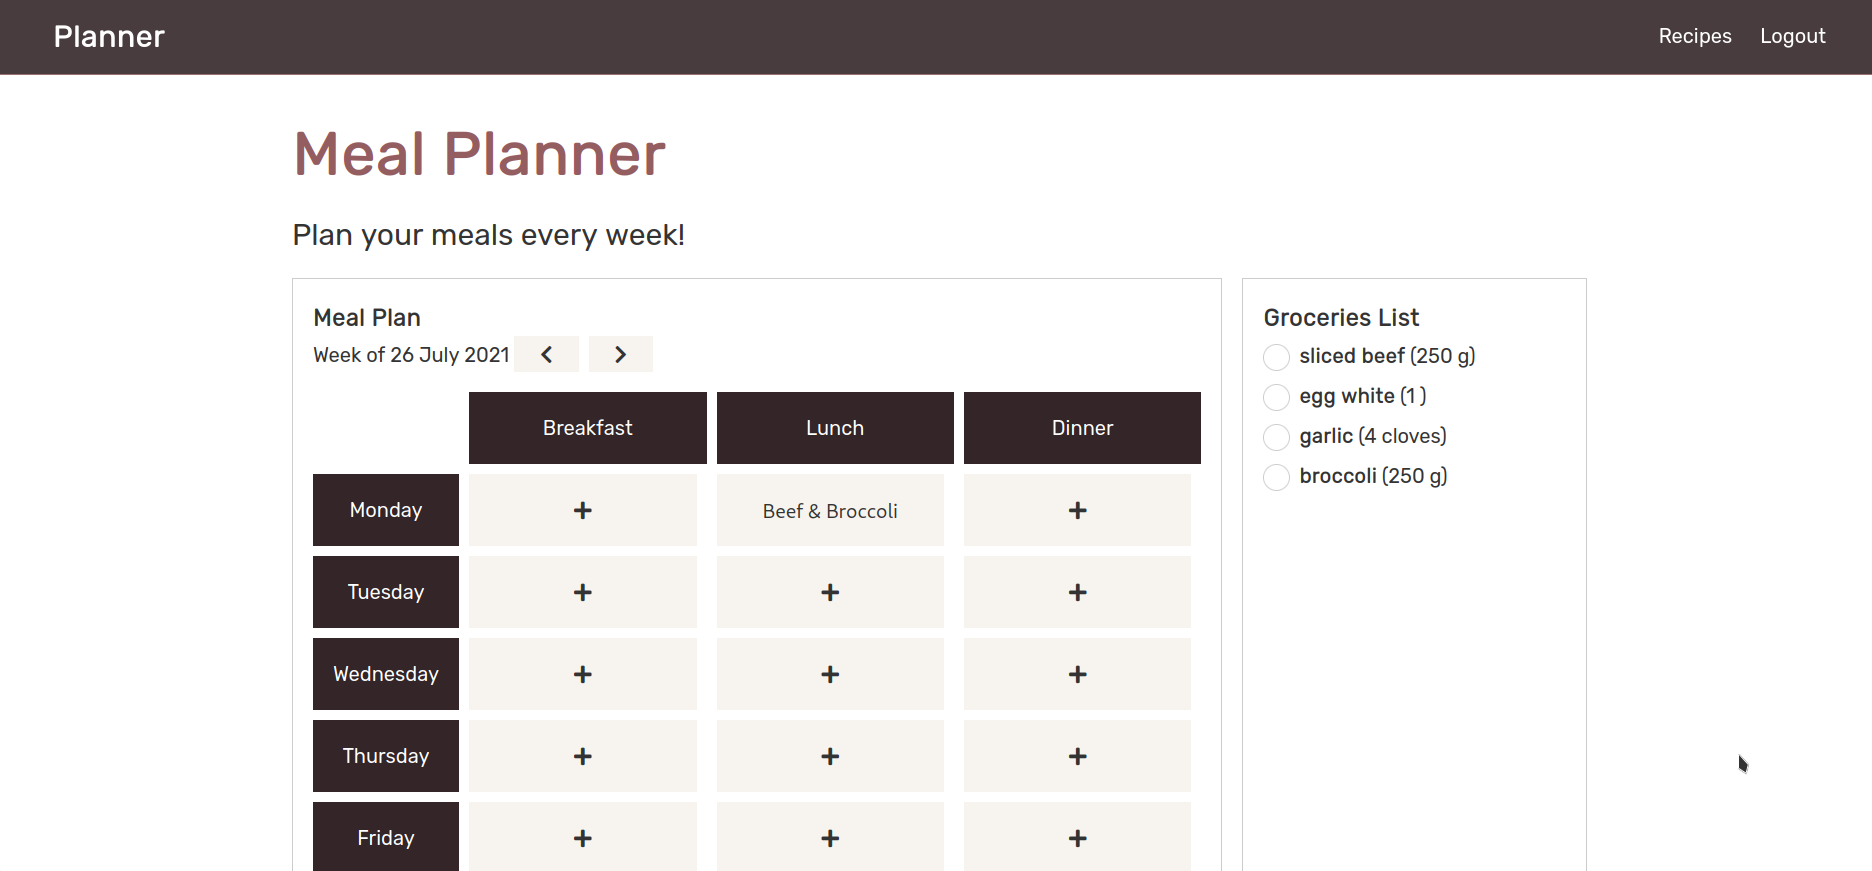 Planner
Recipes Logout
Meal Planner
Plan your meals every week!
Meal Plan
Week of 26 July 2021
Breakfast Lunch Dinner
Monday + Beef & Broccoli +
Tuesday + + +
Wednesday + + +
Thursday + + +
Friday + + +
Groceries List
sliced beef (250 g)
egg white (1 )
garlic (4 cloves)
broccoli (250 g)